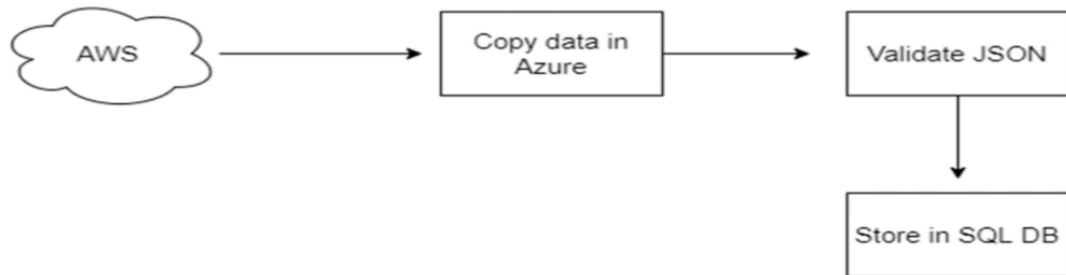 AWS
Copy data in
Azure
Validate JSON
Store in SQL DB